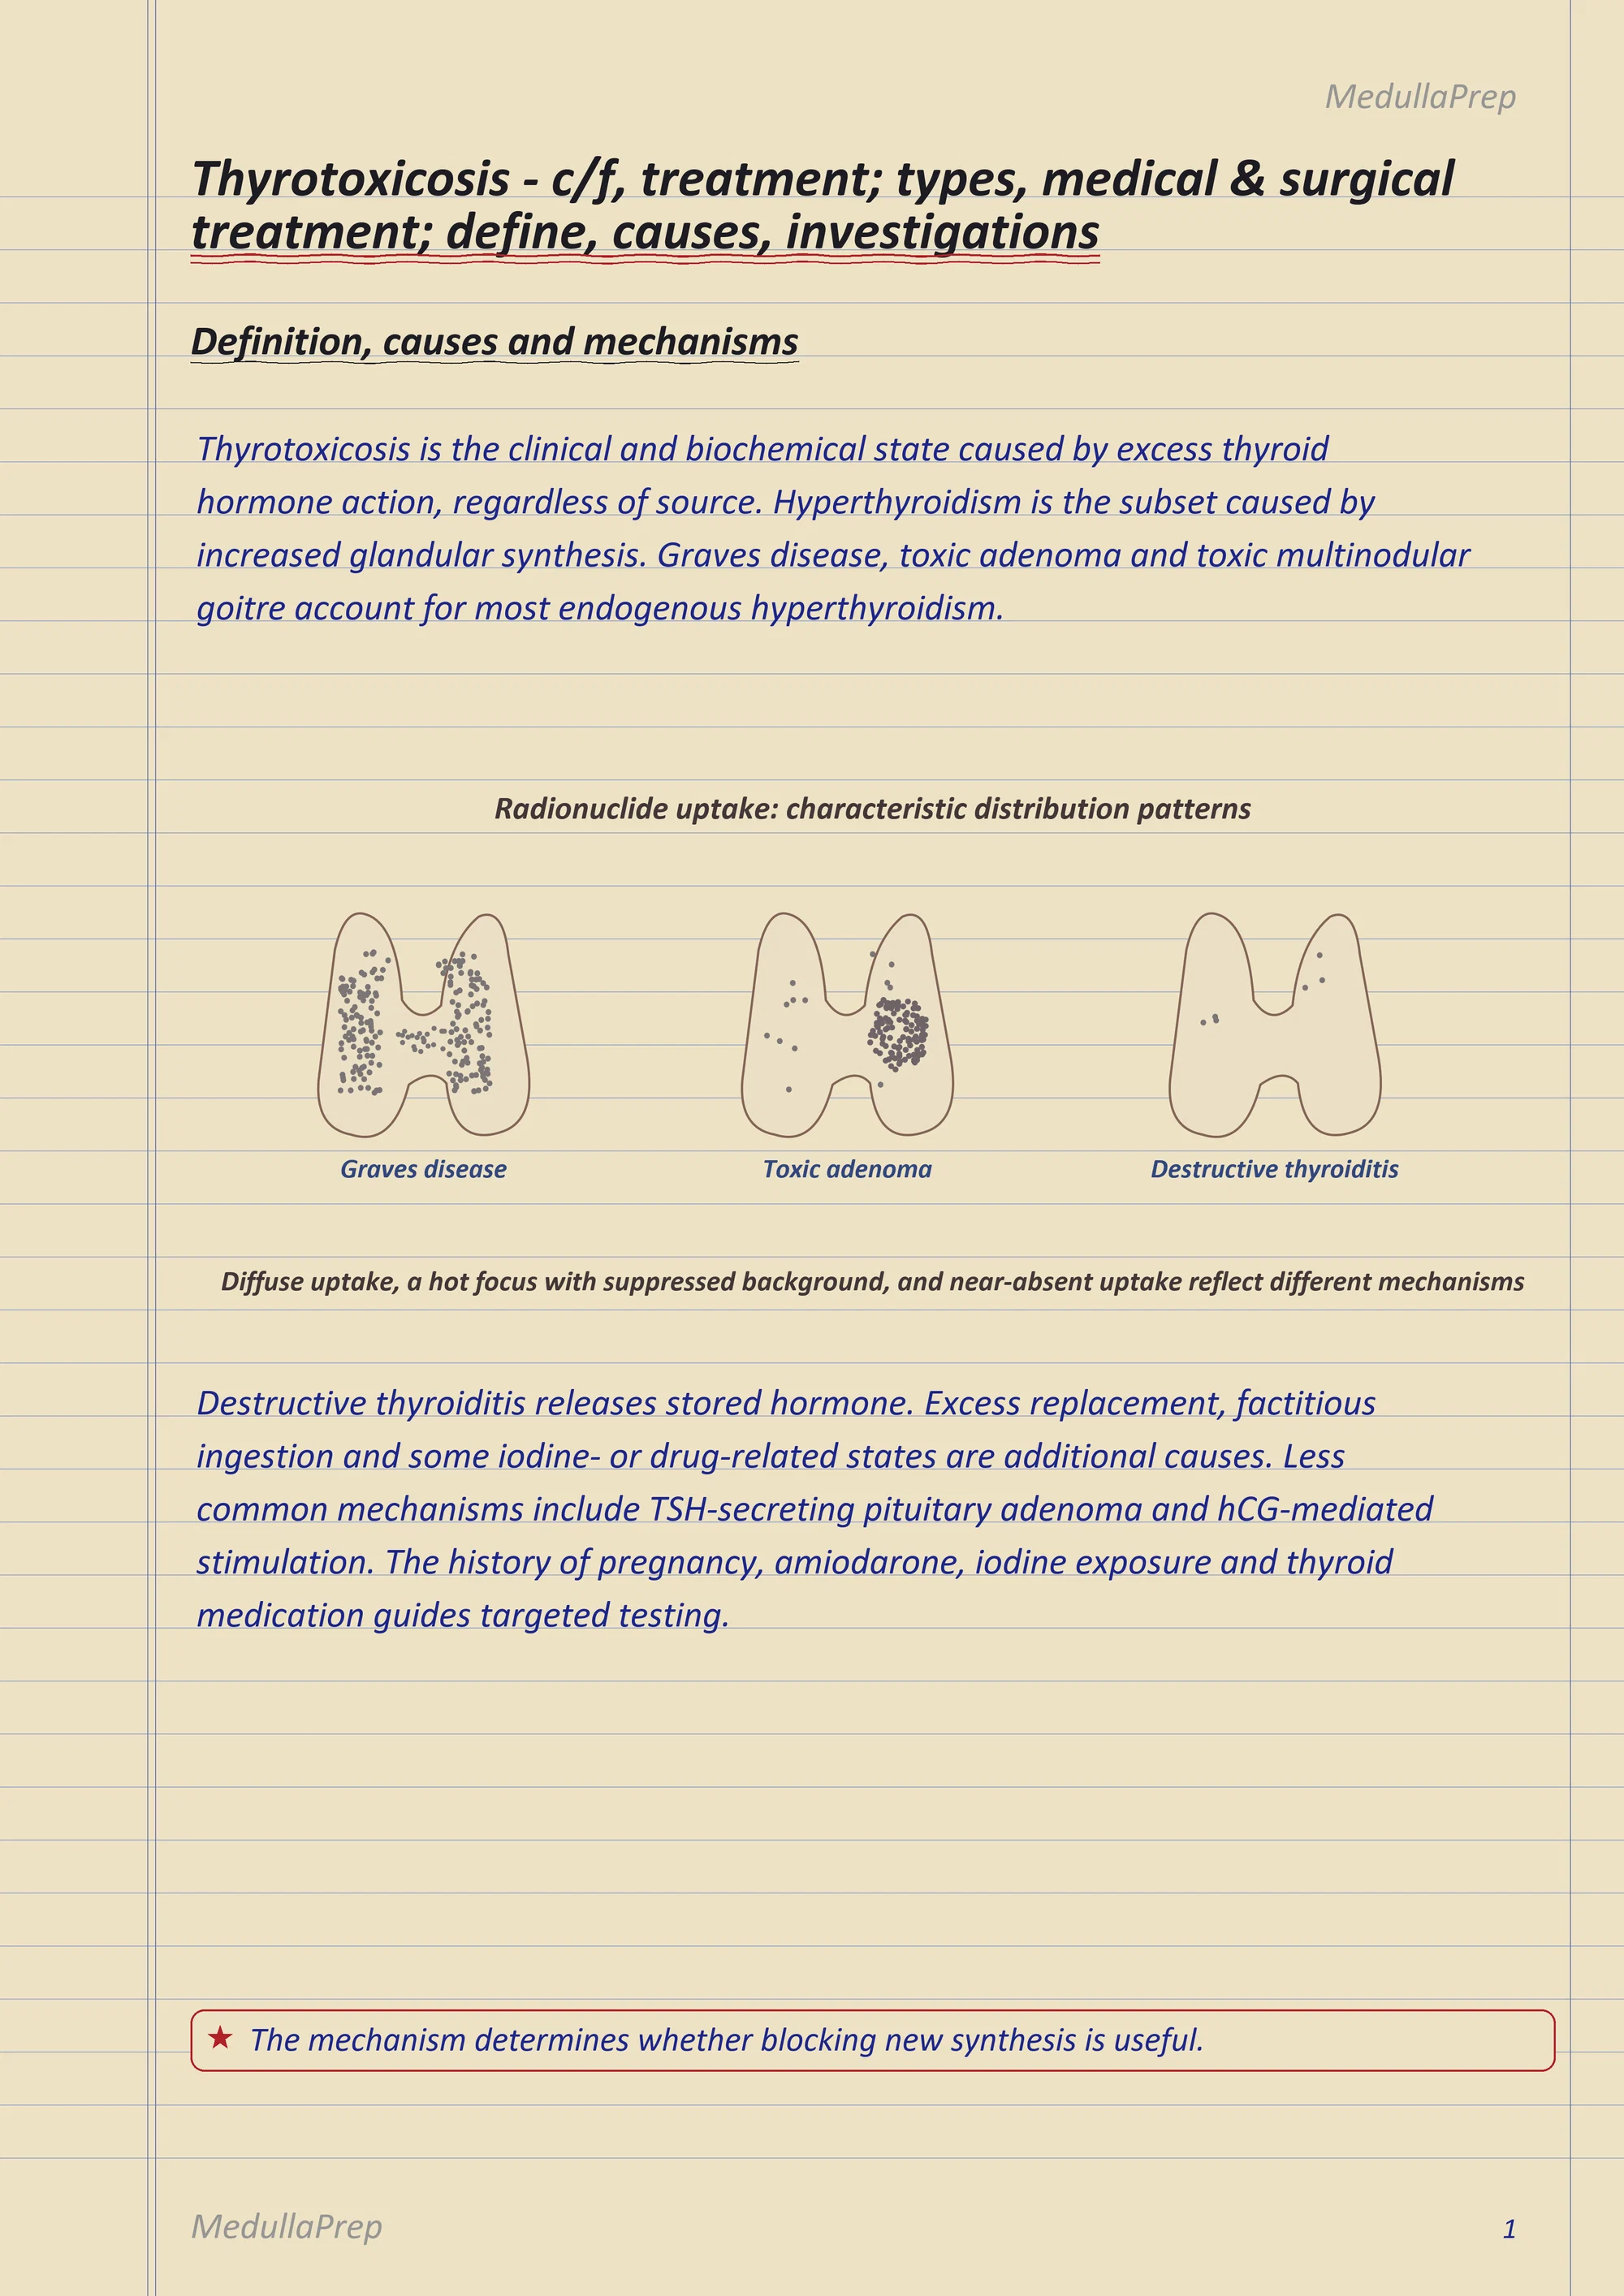 MedullaPrep
Thyrotoxicosis - c/f, treatment; types, medical & surgical
treatment; define, causes, investigations
Definition, causes and mechanisms
Thyrotoxicosis is the clinical and biochemical state caused by excess thyroid
hormone action, regardless of source. Hyperthyroidism is the subset caused by
increased glandular synthesis. Graves disease, toxic adenoma and toxic multinodular
goitre account for most endogenous hyperthyroidism.
Radionuclide uptake: characteristic distribution patterns
Graves disease
Toxic adenoma
Destructive thyroiditis
Diffuse uptake, a hot focus with suppressed background, and near-absent uptake reflect different mechanisms
Destructive thyroiditis releases stored hormone. Excess replacement, factitious
ingestion and some iodine- or drug-related states are additional causes. Less
common mechanisms include TSH-secreting pituitary adenoma and hCG-mediated
stimulation. The history of pregnancy, amiodarone, iodine exposure and thyroid
medication guides targeted testing.
★ The mechanism determines whether blocking new synthesis is useful.
MedullaPrep
1